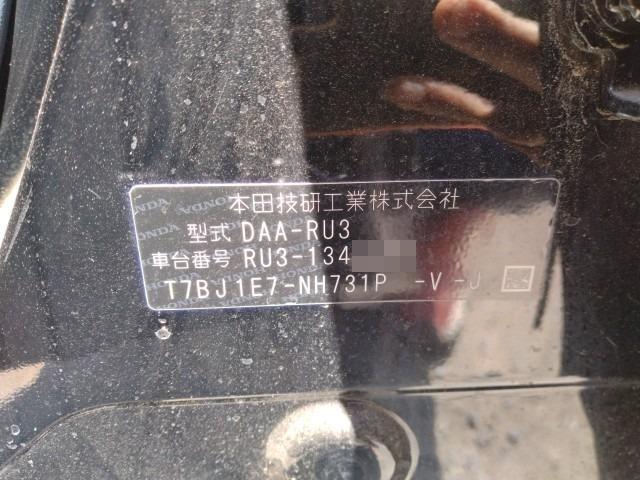 本田技研工業株式会社
型式 DAA-RU3
車台番号 RU3-134
T7BJ1E7-NH731P -V -J